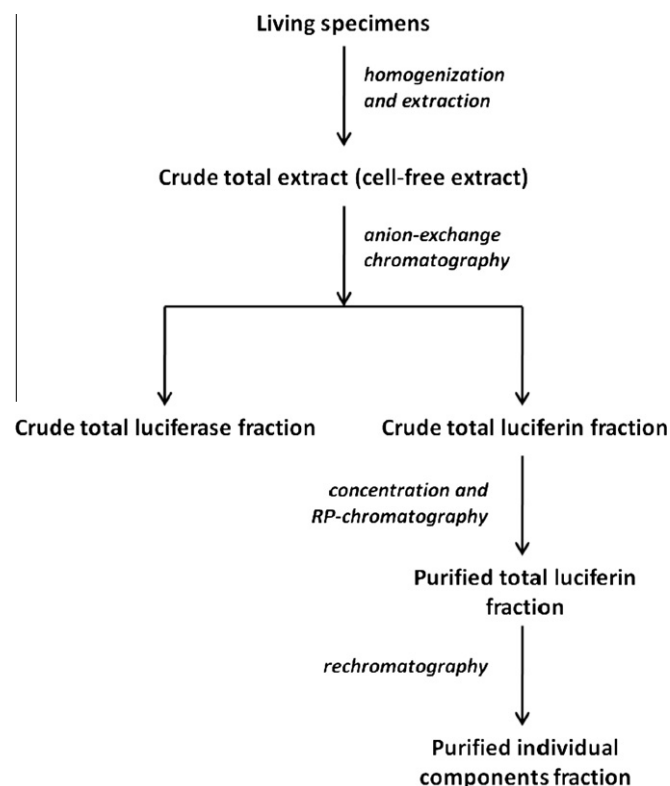 Living specimens
homogenization
and extraction
Crude total extract (cell-free extract)
anion-exchange
chromatography
Crude total luciferase fraction
Crude total luciferin fraction
concentration and
RP-chromatography
Purified total luciferin
fraction
rechromatography
Purified individual
components fraction